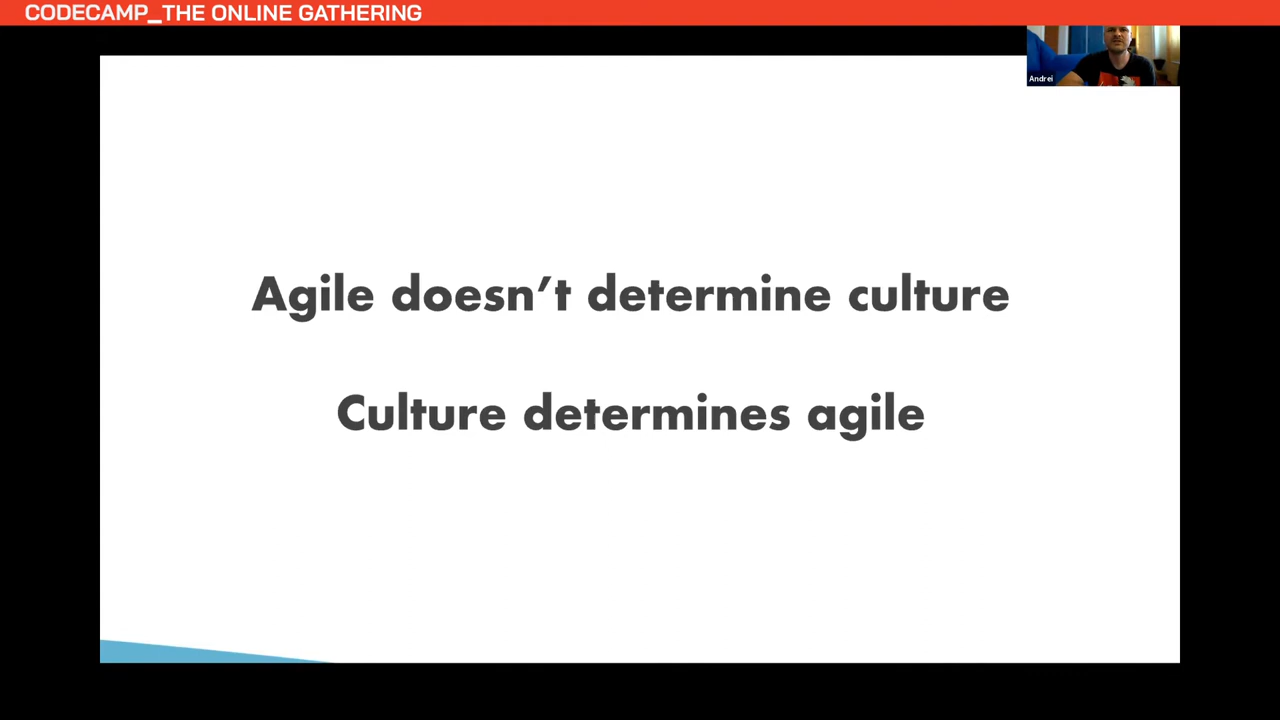 CODECAMP_THE ONLINE GATHERING
Andrei
Agile doesn’t determine culture
Culture determines agile